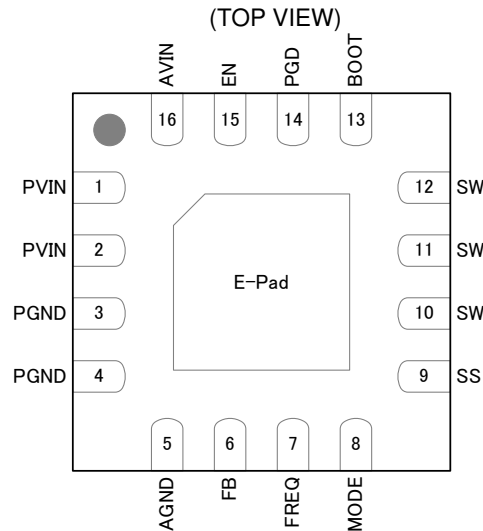 (TOP VIEW)
AVIN
EN
PGD
BOOT
16
15
14
13
PVIN 1
12 SW
PVIN 2
11 SW
E-Pad
PGND 3
10 SW
PGND 4
9 SS
5
6
7
8
AGND
FB
FREQ
MODE